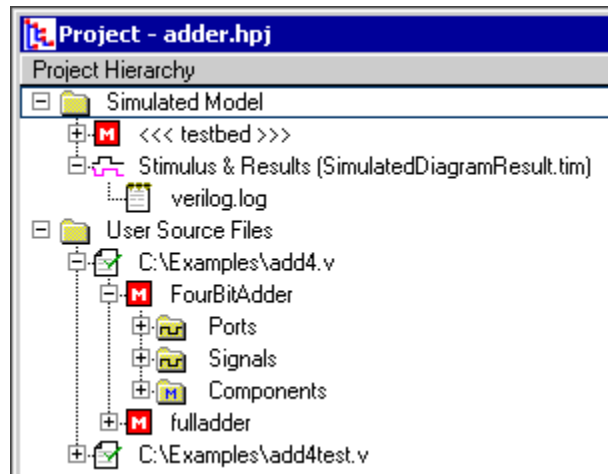 Project - adder.hpj
Project Hierarchy
Simulated Model
M <<< testbed >>>
Stimulus & Results (SimulatedDiagramResult.tim)
verilog.log
User Source Files
C:\Examples\add4.v
M FourBitAdder
Ports
Signals
M Components
M fulladder
C:\Examples\add4test.v